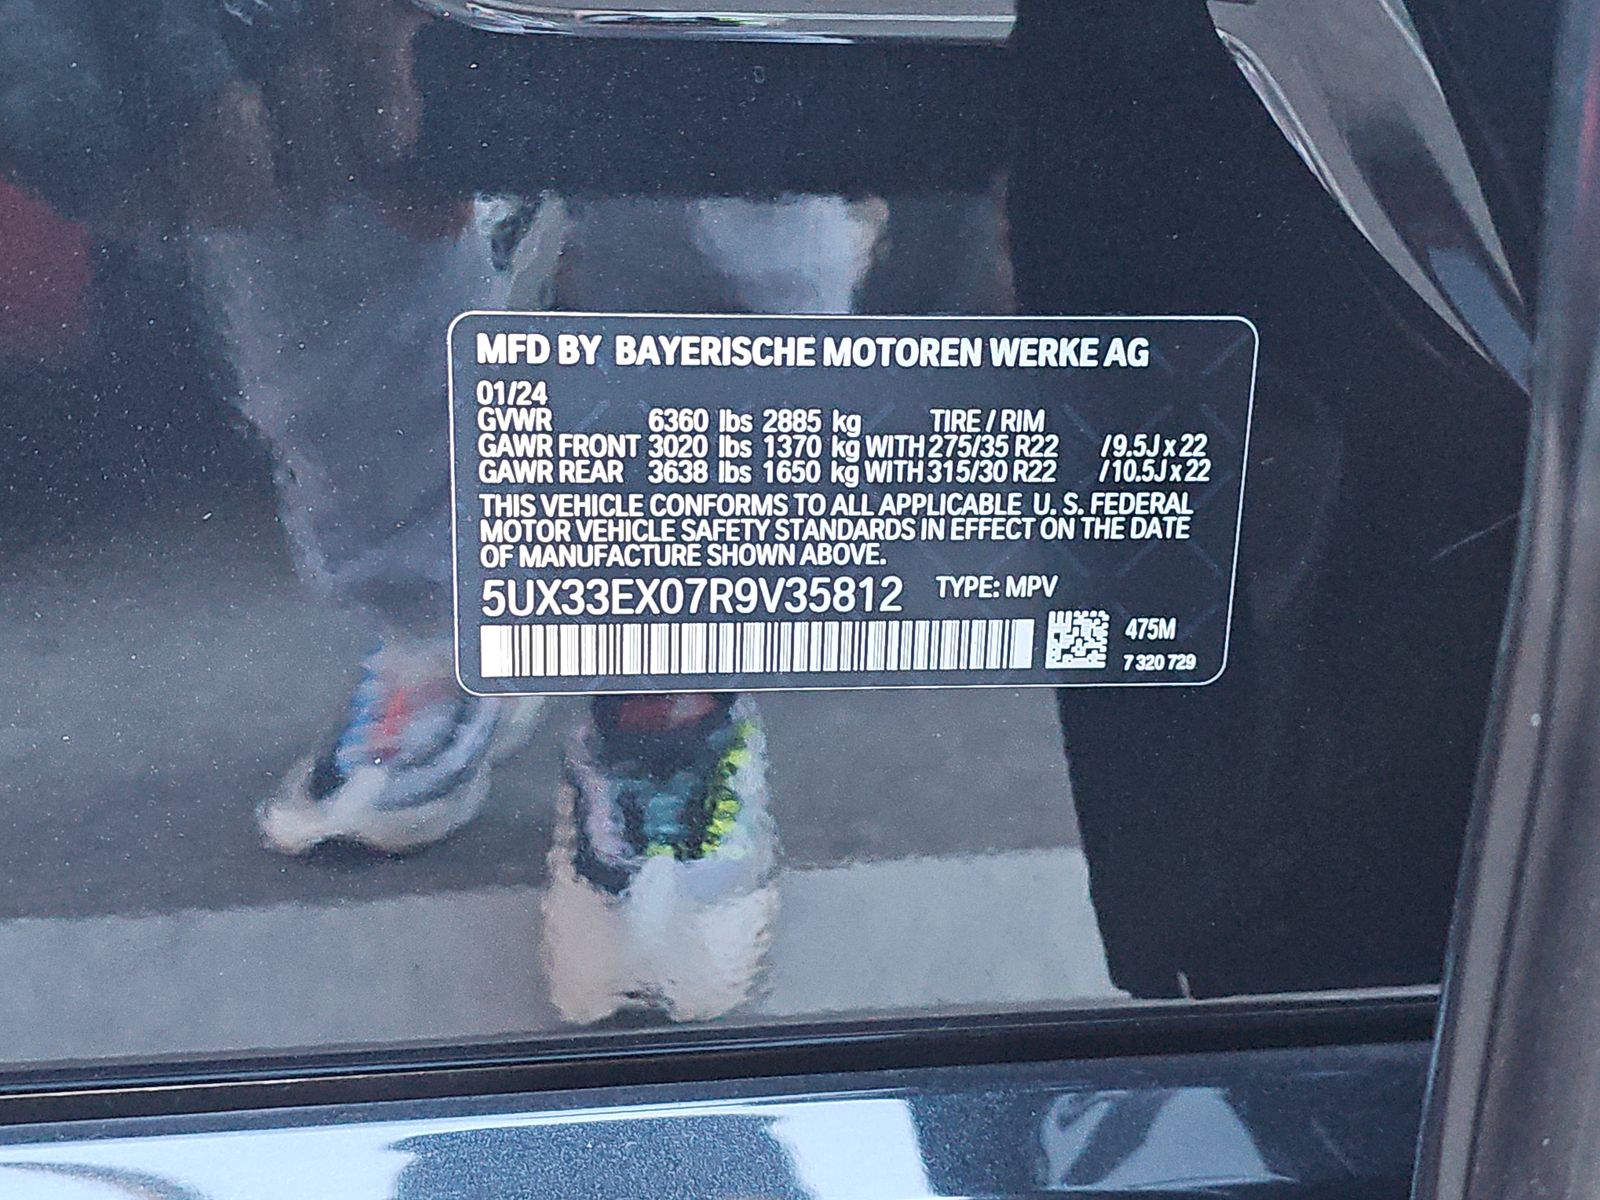 MFD BY BAYERISCHE MOTOREN WERKE AG
01/24
GVWR 6360 lbs 2885 kg TIRE / RIM
GAWR FRONT 3020 lbs 1370 kg WITH 275/35 R22 /9.5J x 22
GAWR REAR 3638 lbs 1650 kg WITH 315/30 R22 /10.5J x 22
THIS VEHICLE CONFORMS TO ALL APPLICABLE U. S. FEDERAL
MOTOR VEHICLE SAFETY STANDARDS IN EFFECT ON THE DATE
OF MANUFACTURE SHOWN ABOVE.
5UX33EX07R9V35812 TYPE: MPV
475M
7 320 729